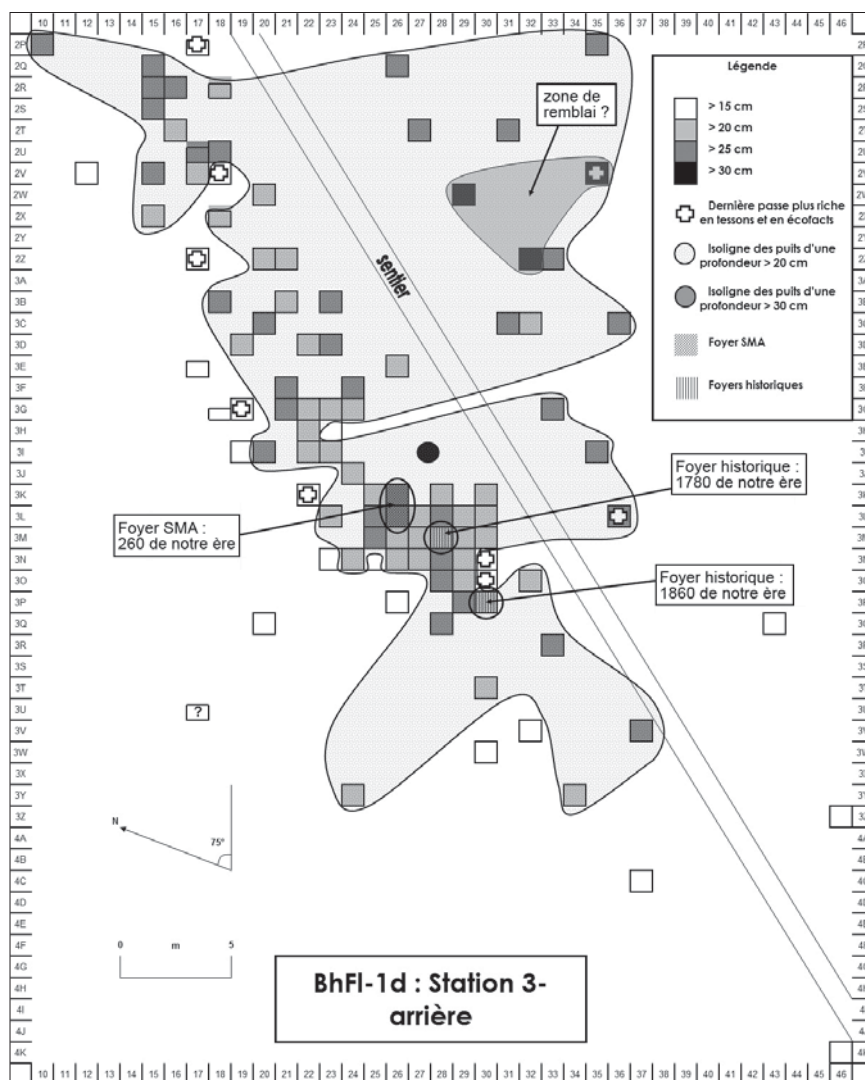 10 11 12 13 14 15 16 17 18 19 20 21 22 23 24 25 26 27 28 29 30 31 32 33 34 35 36 37 38 39 40 41 42 43 44 45 46
2P
2Q
2R
2S
2T
2U
2V
2W
2X
2Y
2Z
3A
3B
3C
3D
3E
3F
3G
3H
3I
3J
3K
3L
3M
3N
3O
3P
3Q
3R
3S
3T
3U
3V
3W
3X
3Y
3Z
4A
4B
4C
4D
4E
4F
4G
4H
4I
4J
4K
zone de
remblai ?
sentier
Légende
> 15 cm
> 20 cm
> 25 cm
> 30 cm
Dernière passe plus riche
en tessons et en écofacts
Isoligne des puits d'une
profondeur > 20 cm
Isoligne des puits d'une
profondeur > 30 cm
Foyer SMA
Foyers historiques
Foyer historique :
1780 de notre ère
Foyer SMA :
260 de notre ère
Foyer historique :
1860 de notre ère
?
N
75°
0 m 5
BhFl-1d : Station 3-
arrière
10 11 12 13 14 15 16 17 18 19 20 21 22 23 24 25 26 27 28 29 30 31 32 33 34 35 36 37 38 39 40 41 42 43 44 45 46